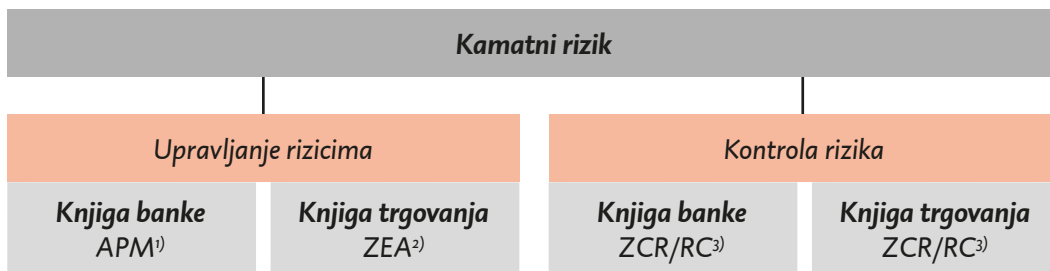 Kamatni rizik
Upravljanje rizicima
Kontrola rizika
Knjiga banke
APM¹⁾
Knjiga trgovanja
ZEA²⁾
Knjiga banke
ZCR/RC³⁾
Knjiga trgovanja
ZCR/RC³⁾